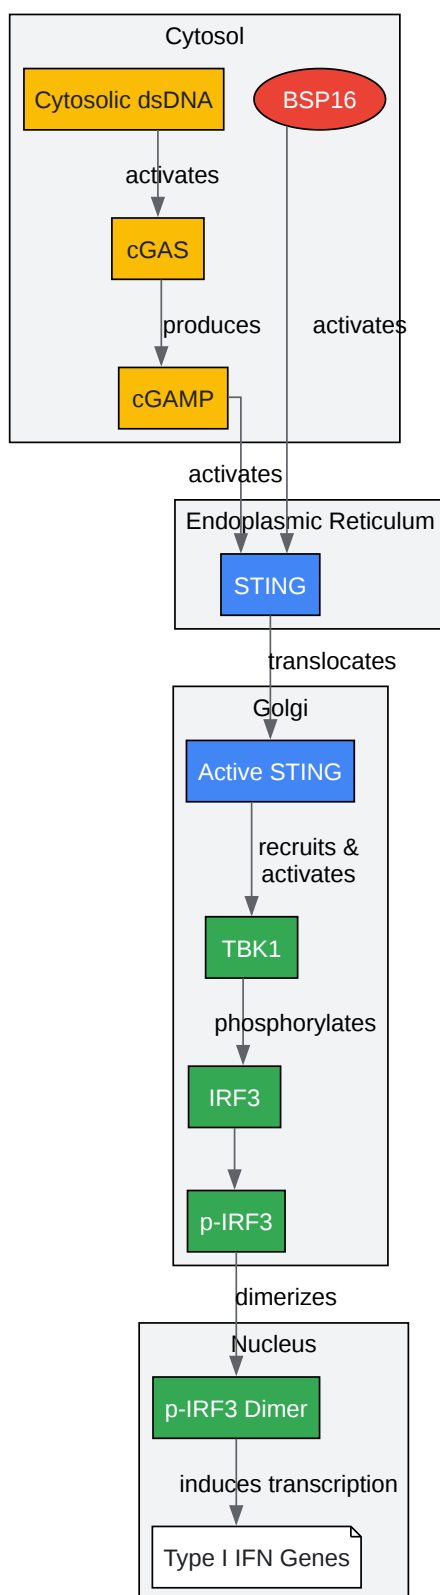 Cytosol
Cytosolic dsDNA
BSP16
activates
cGAS
produces
activates
cGAMP
activates
Endoplasmic Reticulum
STING
translocates
Golgi
Active STING
recruits &
activates
TBK1
phosphorylates
IRF3
p-IRF3
dimerizes
Nucleus
p-IRF3 Dimer
induces transcription
Type I IFN Genes